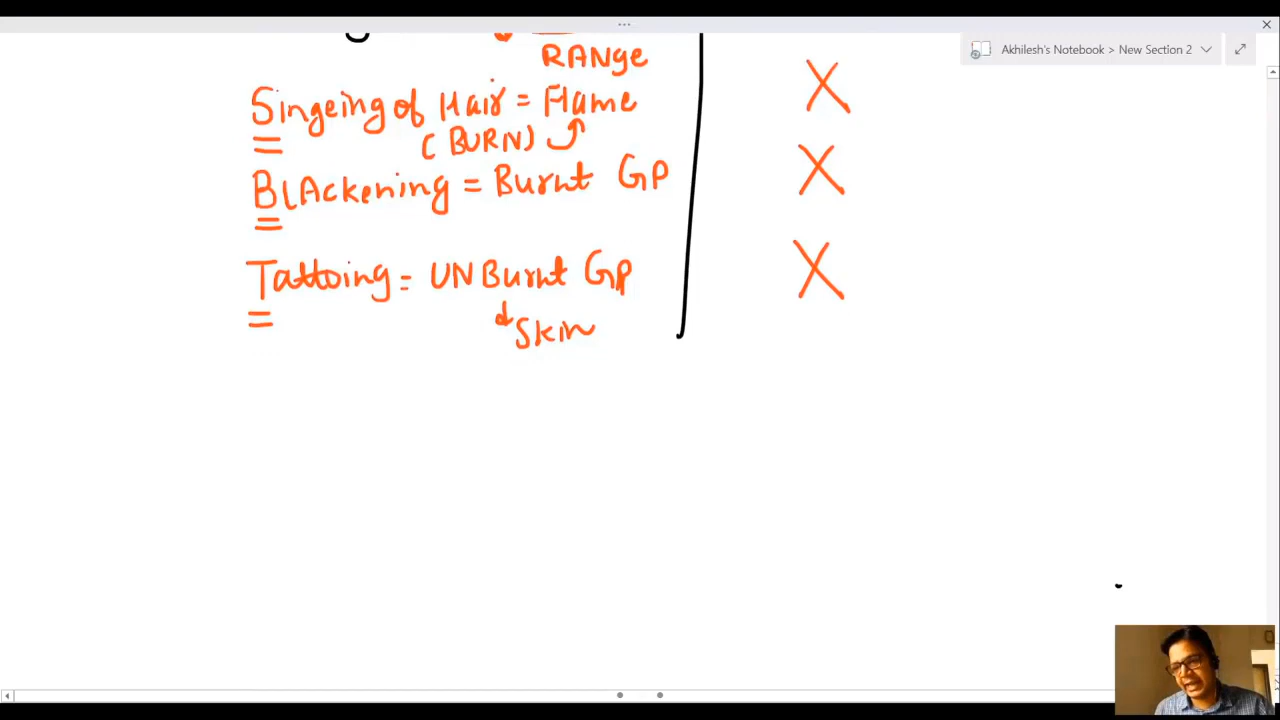 Akhilesh's Notebook > New Section 2
RANge
Singeing of Hair = Flame X
(BURN)
BLAckening = Burnt GP X
Tattoing = UNBurnt GP X
Skin